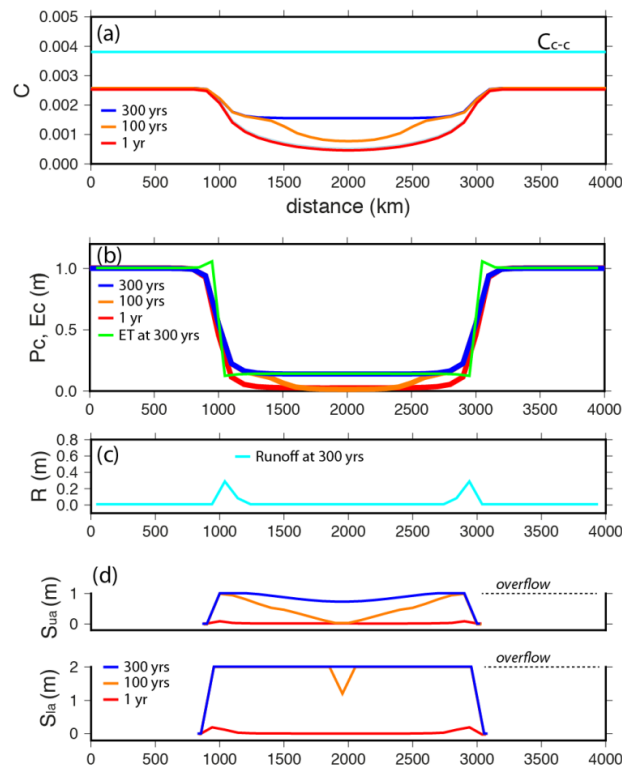 (a)
C
0.005
0.004
0.003
0.002
0.001
0.000
Cc-c
300 yrs
100 yrs
1 yr
0 500 1000 1500 2000 2500 3000 3500 4000
distance (km)
(b)
Pc, Ec (m)
1.0
0.5
0.0
300 yrs
100 years
1 yrs
ET at 300 yrs
0 500 1000 1500 2000 2500 3000 3500 4000
(c)
R (m)
0.8
0.6
0.4
0.2
0.0
Runoff at 300 yrs
0 500 1000 1500 2000 2500 3000 3500 4000
(d)
Sua (m)
1
0
overflow
Sla (m)
2
1
0
300 yrs
100 yrs
1 yr
overflow
0 500 1000 1500 2000 2500 3000 3500 4000